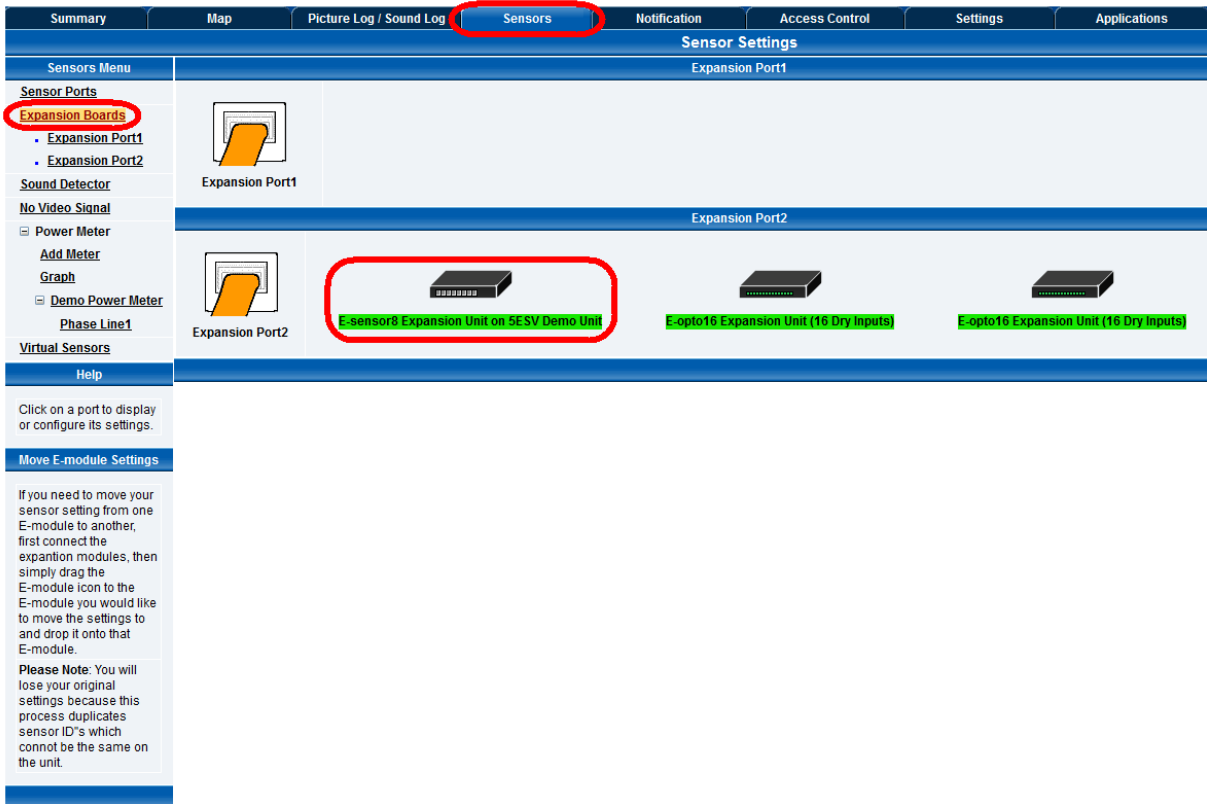 Summary Map Picture Log / Sound Log Sensors Notification Access Control Settings Applications
Sensor Settings
Sensors Menu
Sensor Ports
Expansion Boards
Expansion Port1
Expansion Port2
Sound Detector
No Video Signal
Power Meter
Add Meter
Graph
Demo Power Meter
Phase Line1
Virtual Sensors
Help
Click on a port to display
or configure its settings.
Move E-module Settings
If you need to move your
sensor setting from one
E-module to another,
first connect the
expantion modules, then
simply drag the
E-module icon to the
E-module you would like
to move the settings to
and drop it onto that
E-module.
Please Note: You will
lose your original
settings because this
process duplicates
sensor ID"s which
connot be the same on
the unit.
Expansion Port1
Expansion Port1
Expansion Port2
Expansion Port2
E-sensor8 Expansion Unit on 5ESV Demo Unit
E-opto16 Expansion Unit (16 Dry Inputs)
E-opto16 Expansion Unit (16 Dry Inputs)